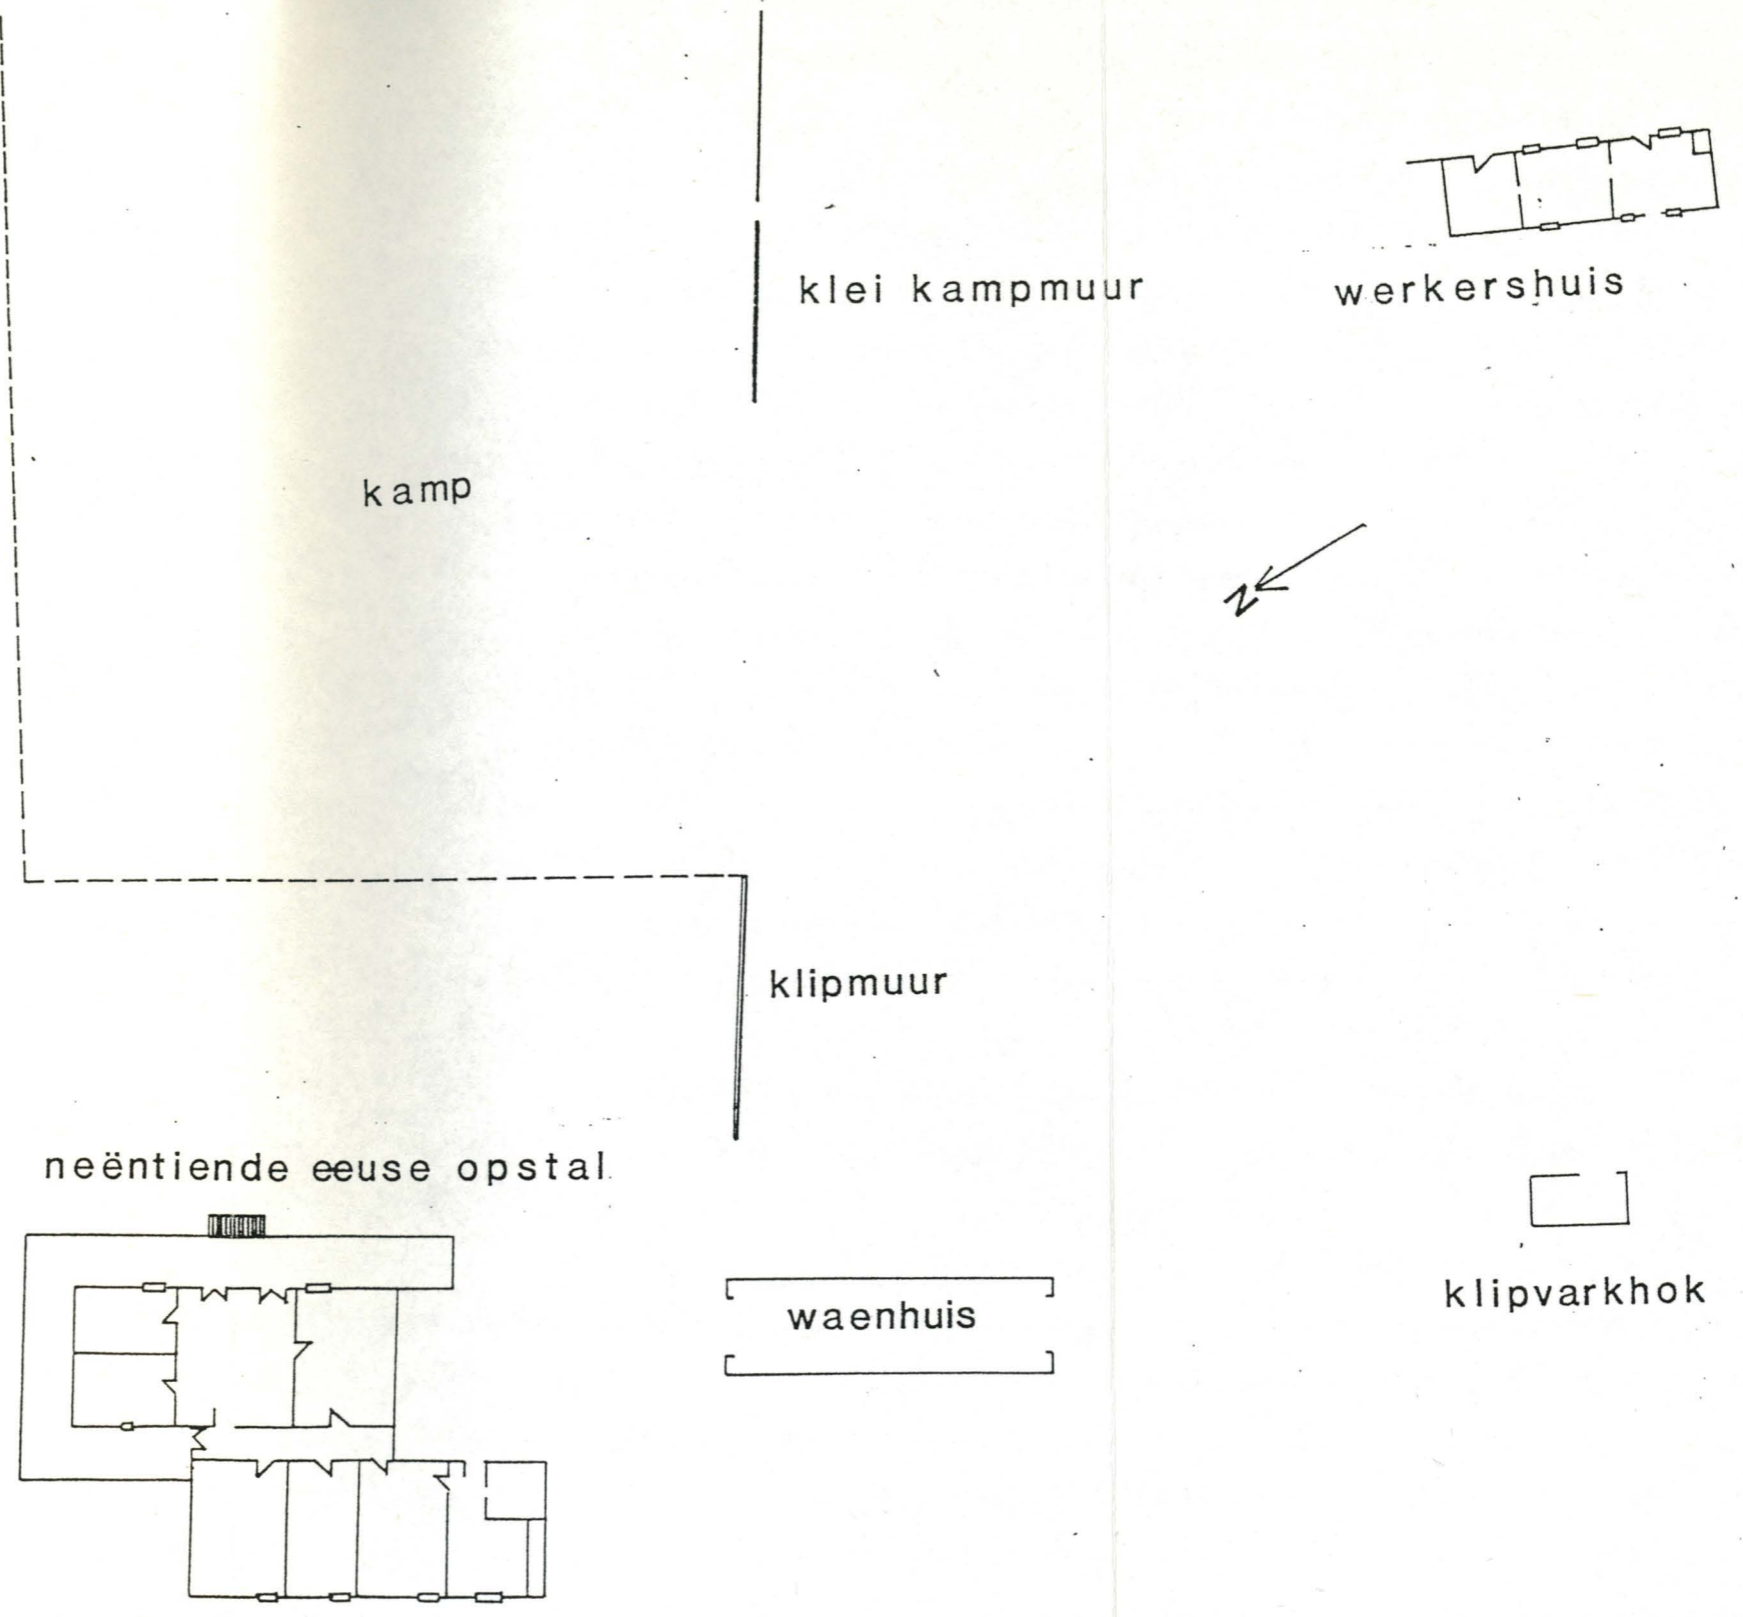 klei kampmuur
werkershuis
kamp
N
klipmuur
neëntiende eeuse opstal
klipvarkhok
waenhuis